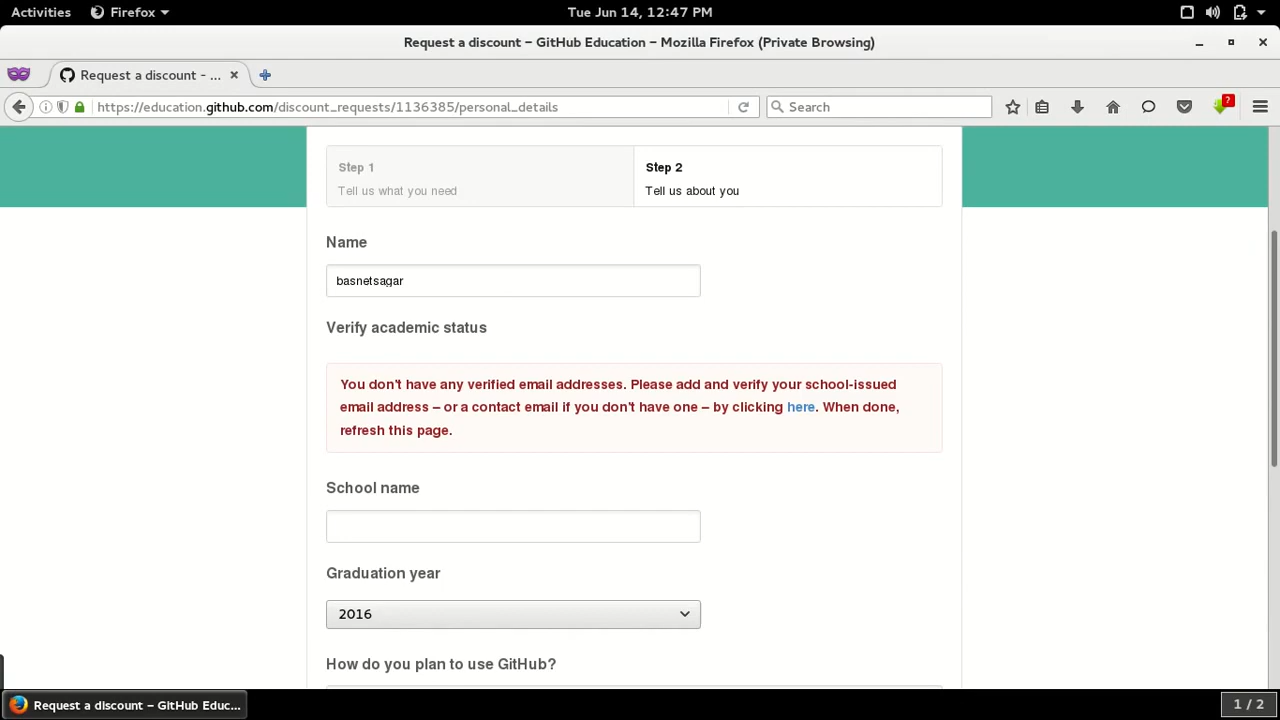 Activities
Firefox
Tue Jun 14, 12:47 PM
Request a discount – GitHub Education – Mozilla Firefox (Private Browsing)
Request a discount - ...
https://education.github.com/discount_requests/1136385/personal_details
Search
?
Step 1
Tell us what you need
Step 2
Tell us about you
Name
basnetsagar
Verify academic status
You don't have any verified email addresses. Please add and verify your school-issued
email address – or a contact email if you don't have one – by clicking here. When done,
refresh this page.
School name
Graduation year
2016
How do you plan to use GitHub?
Request a discount – GitHub Educ...
1 / 2